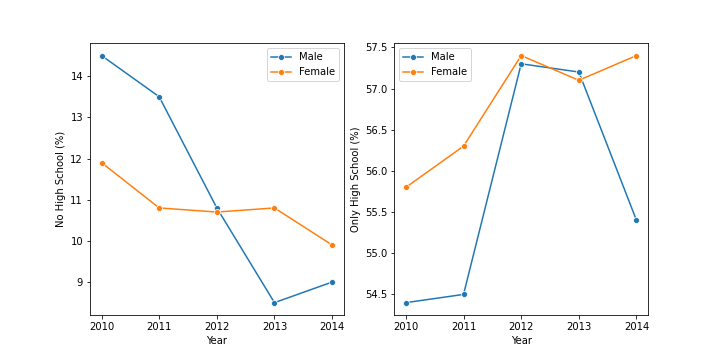 No High School (%)
14
13
12
11
10
9
Male
Female
2010
2011
2012
2013
2014
Year
Only High School (%)
57.5
57.0
56.5
56.0
55.5
55.0
54.5
Male
Female
2010
2011
2012
2013
2014
Year